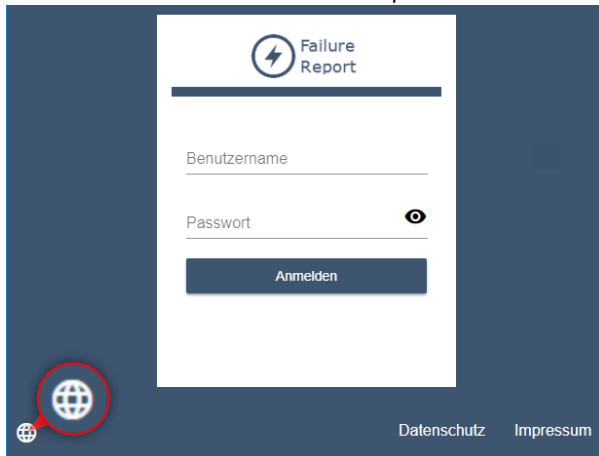 Failure
Report
Benutzername
Passwort
Anmelden
Datenschutz Impressum